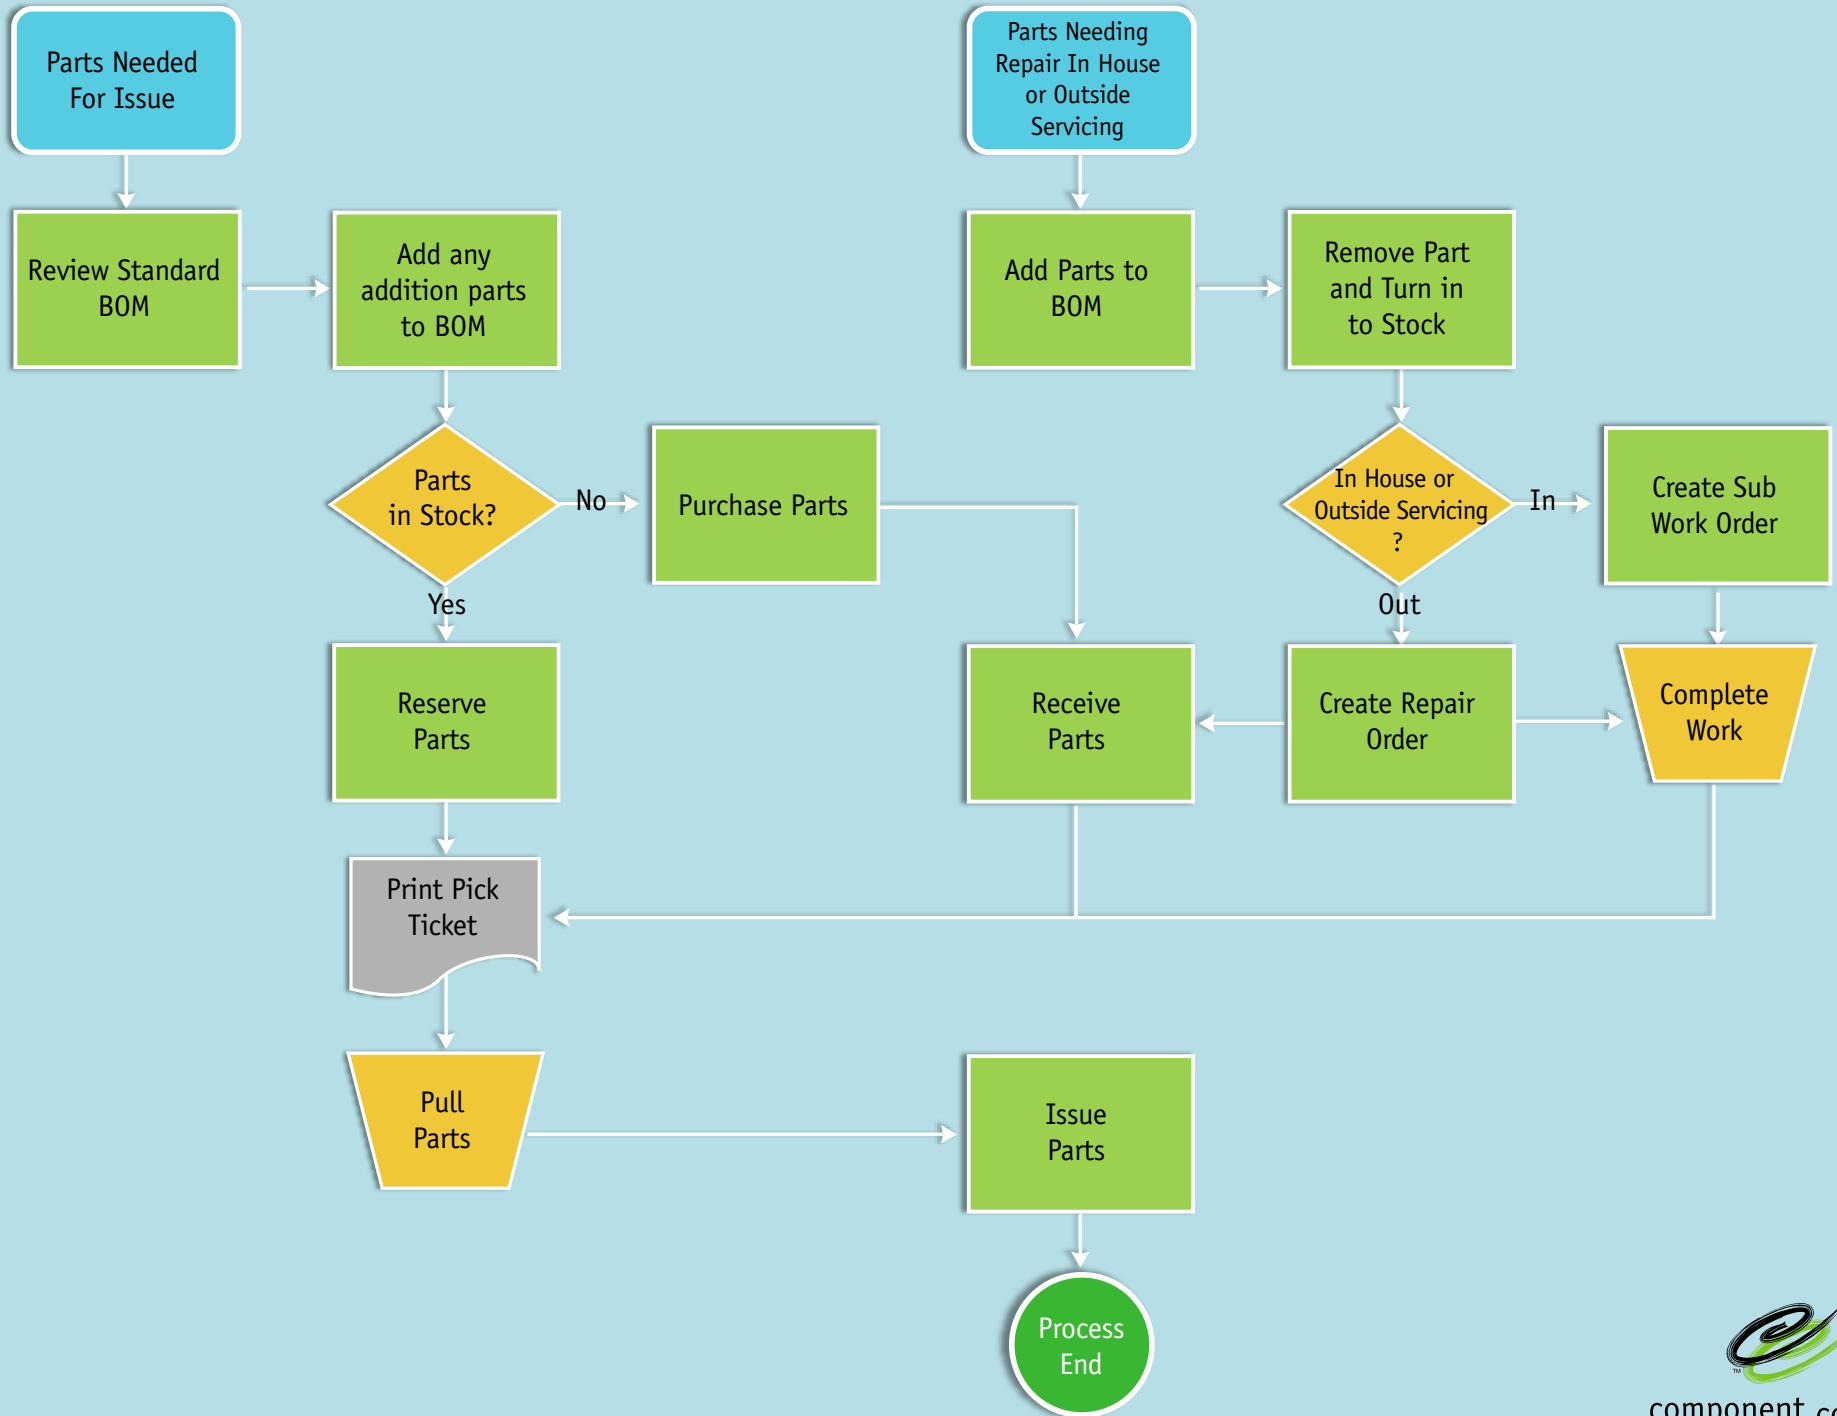 Parts Needed
For Issue
Parts Needing
Repair In House
or Outside
Servicing
Review Standard
BOM
Add any
addition parts
to BOM
Add Parts to
BOM
Remove Part
and Turn in
to Stock
Parts
in Stock?
No
Purchase Parts
In House or
Outside Servicing
?
In
Create Sub
Work Order
Yes
Out
Reserve
Parts
Receive
Parts
Create Repair
Order
Complete
Work
Print Pick
Ticket
Pull
Parts
Issue
Parts
Process
End
TM
component